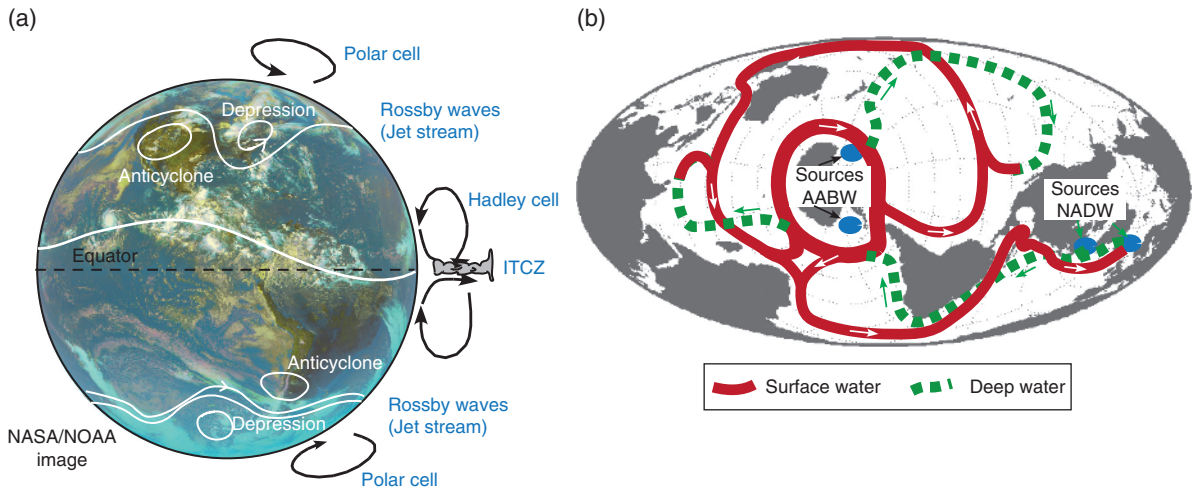 (a)
Polar cell
Depression
Rossby waves
(Jet stream)
Anticyclone
Hadley cell
Equator
ITCZ
Anticyclone
Rossby waves
(Jet stream)
Depression
NASA/NOAA
image
Polar cell
(b)
Sources
AABW
Sources
NADW
Surface water
Deep water